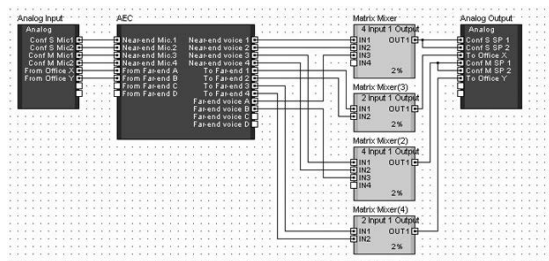 Analog Input
Analog
Conf S Mic1
Conf S Mic2
Conf M Mic1
Conf M Mic2
From Office X
From Office Y
AEC
Near-end Mic.1
Near-end Mic.2
Near-end Mic.3
Near-end Mic.4
From Far-end A
From Far-end B
From Far-end C
From Far-end D
Near-end voice 1
Near-end voice 2
Near-end voice 3
Near-end voice 4
To Far-end 1
To Far-end 2
To Far-end 3
To Far-end 4
Far-end voice A
Far-end voice B
Far-end voice C
Far-end voice D
Matrix Mixer
4 Input 1 Output
IN1 OUT1
IN2
IN3
IN4
2%
Matrix Mixer(3)
2 Input 1 Output
IN1 OUT1
IN2
2%
Matrix Mixer(2)
4 Input 1 Output
IN1 OUT1
IN2
IN3
IN4
2%
Matrix Mixer(4)
2 Input 1 Output
IN1 OUT1
IN2
2%
Analog Output
Analog
Conf S SP 1
Conf S SP 2
To Office X
Conf M SP 1
Conf M SP 2
To Office Y